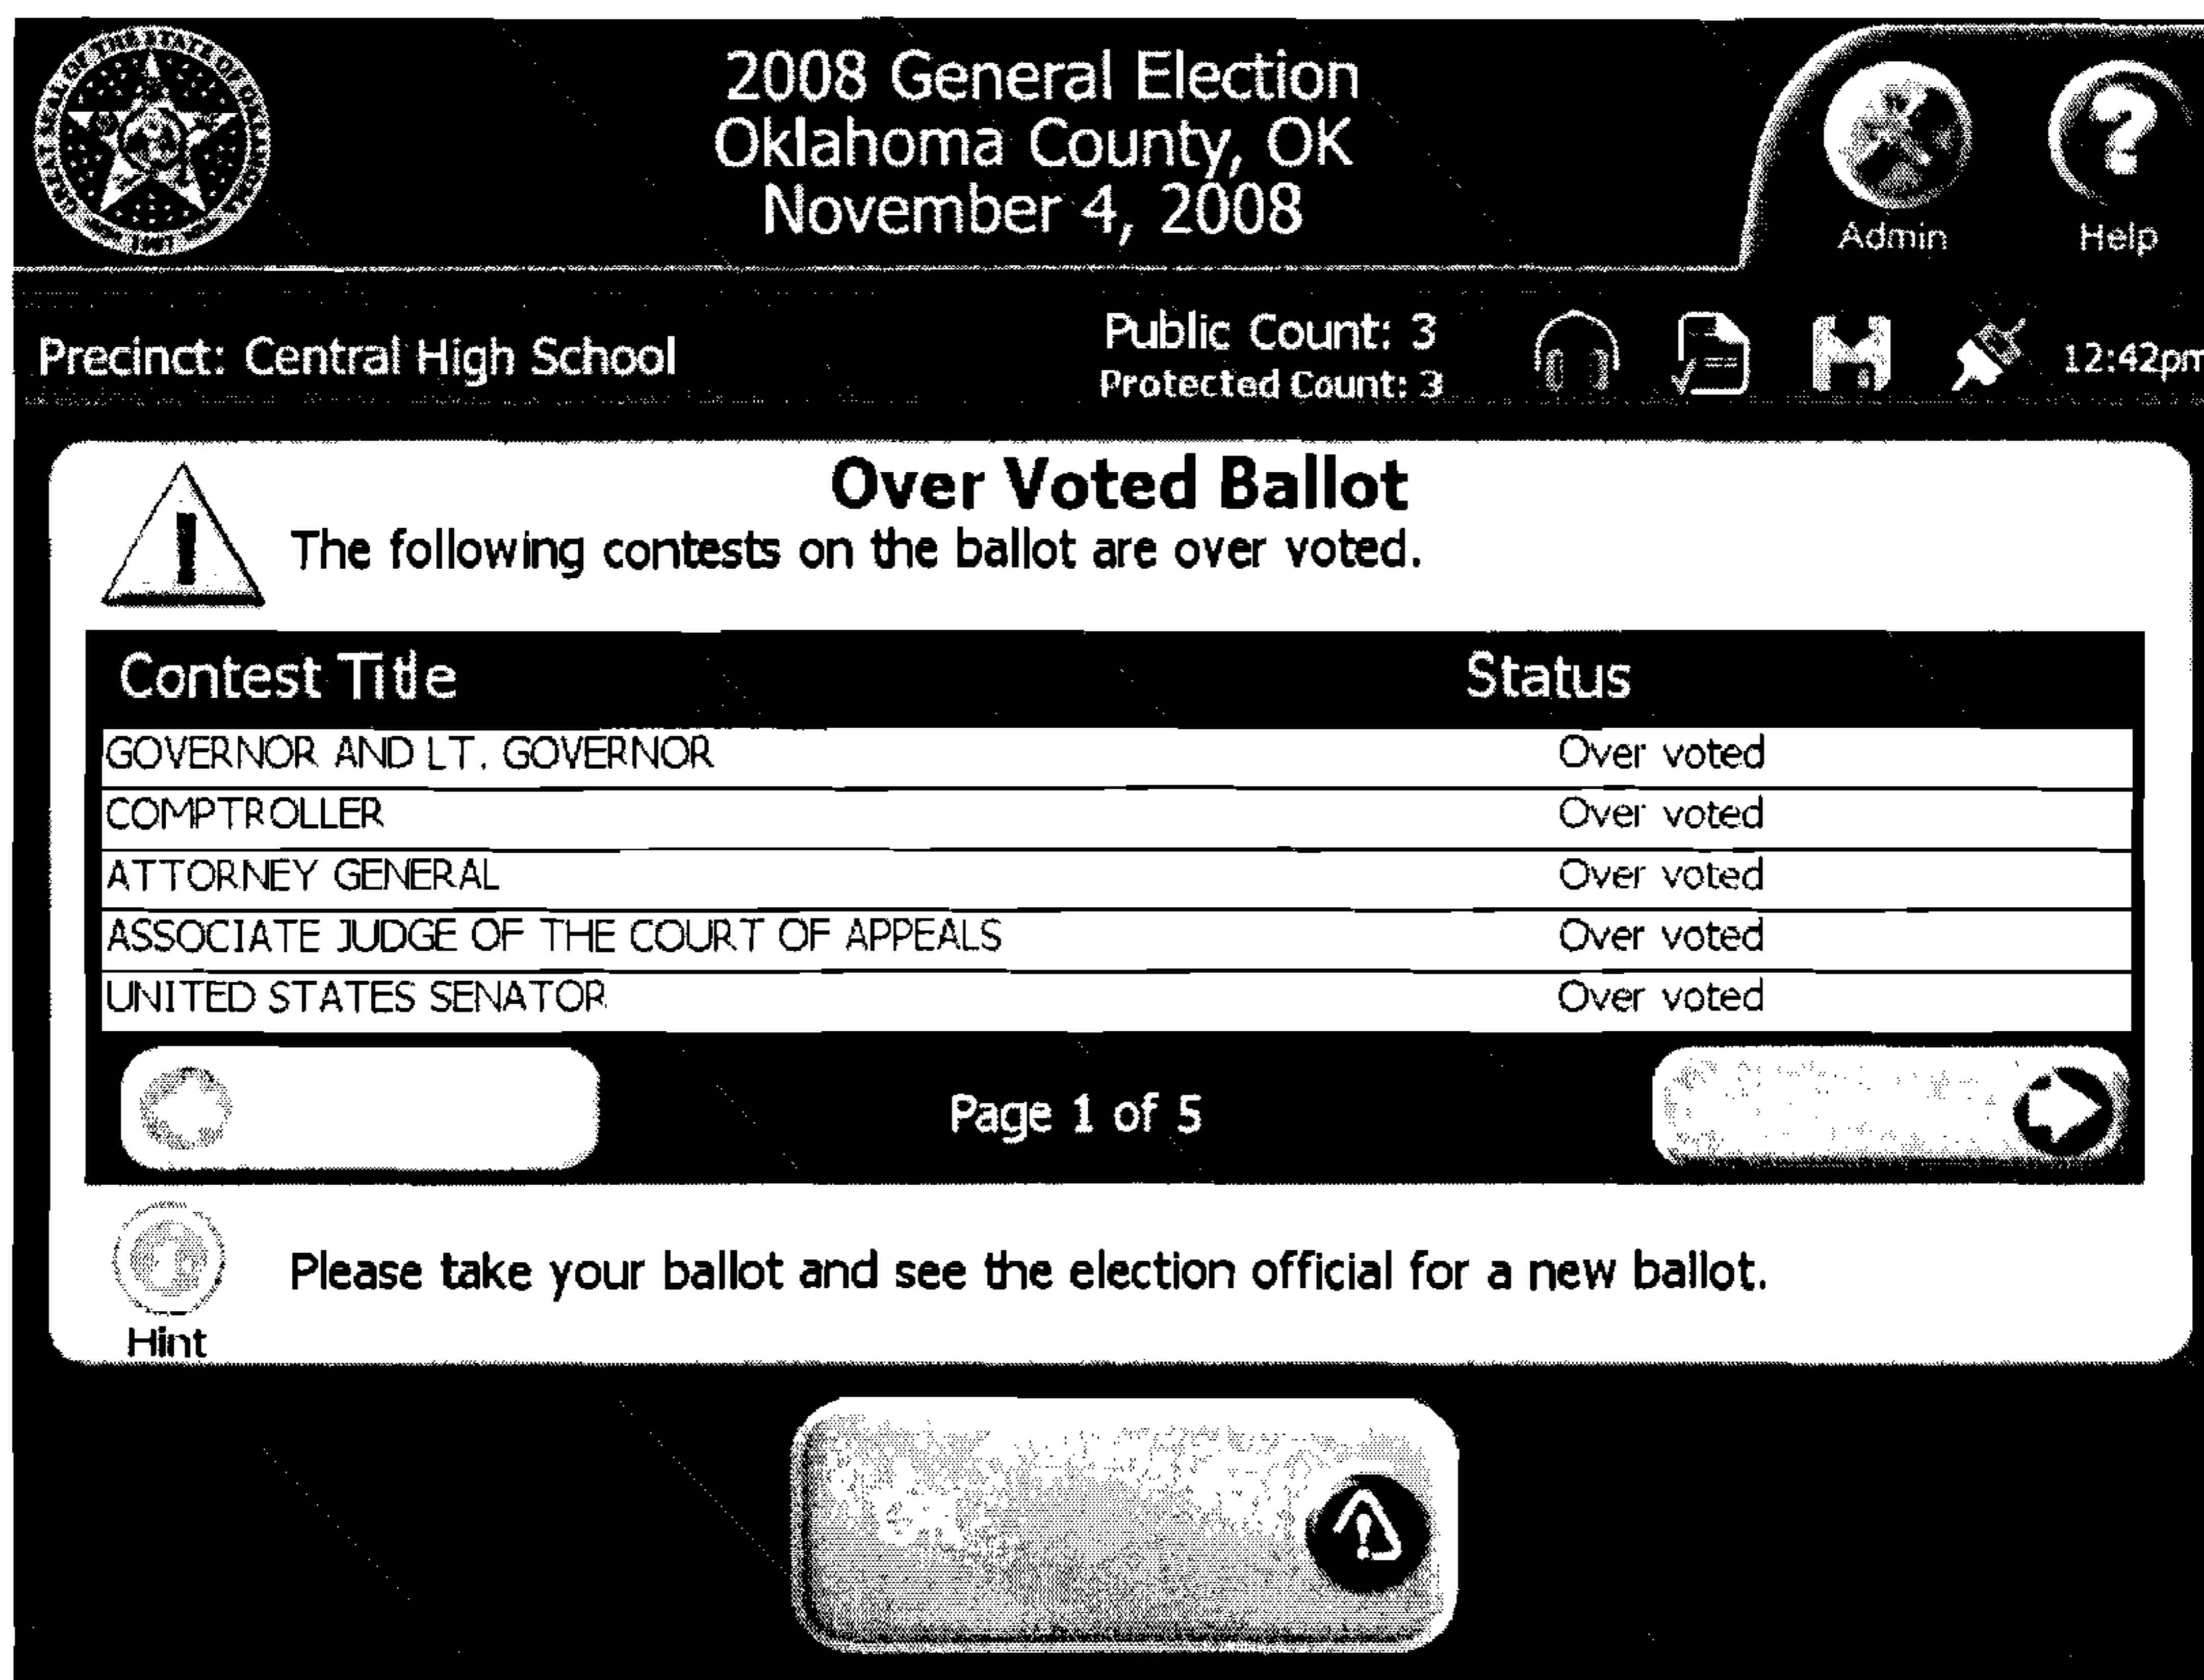 2008 General Election
Oklahoma County, OK
November 4, 2008
Admin
Help
Precinct: Central High School
Public Count: 3
Protected Count: 3
12:42pm
Over Voted Ballot
The following contests on the ballot are over voted.
Contest Title Status
GOVERNOR AND LT. GOVERNOR Over voted
COMPTROLLER Over voted
ATTORNEY GENERAL Over voted
ASSOCIATE JUDGE OF THE COURT OF APPEALS Over voted
UNITED STATES SENATOR Over voted
Page 1 of 5
Please take your ballot and see the election official for a new ballot.
Hint